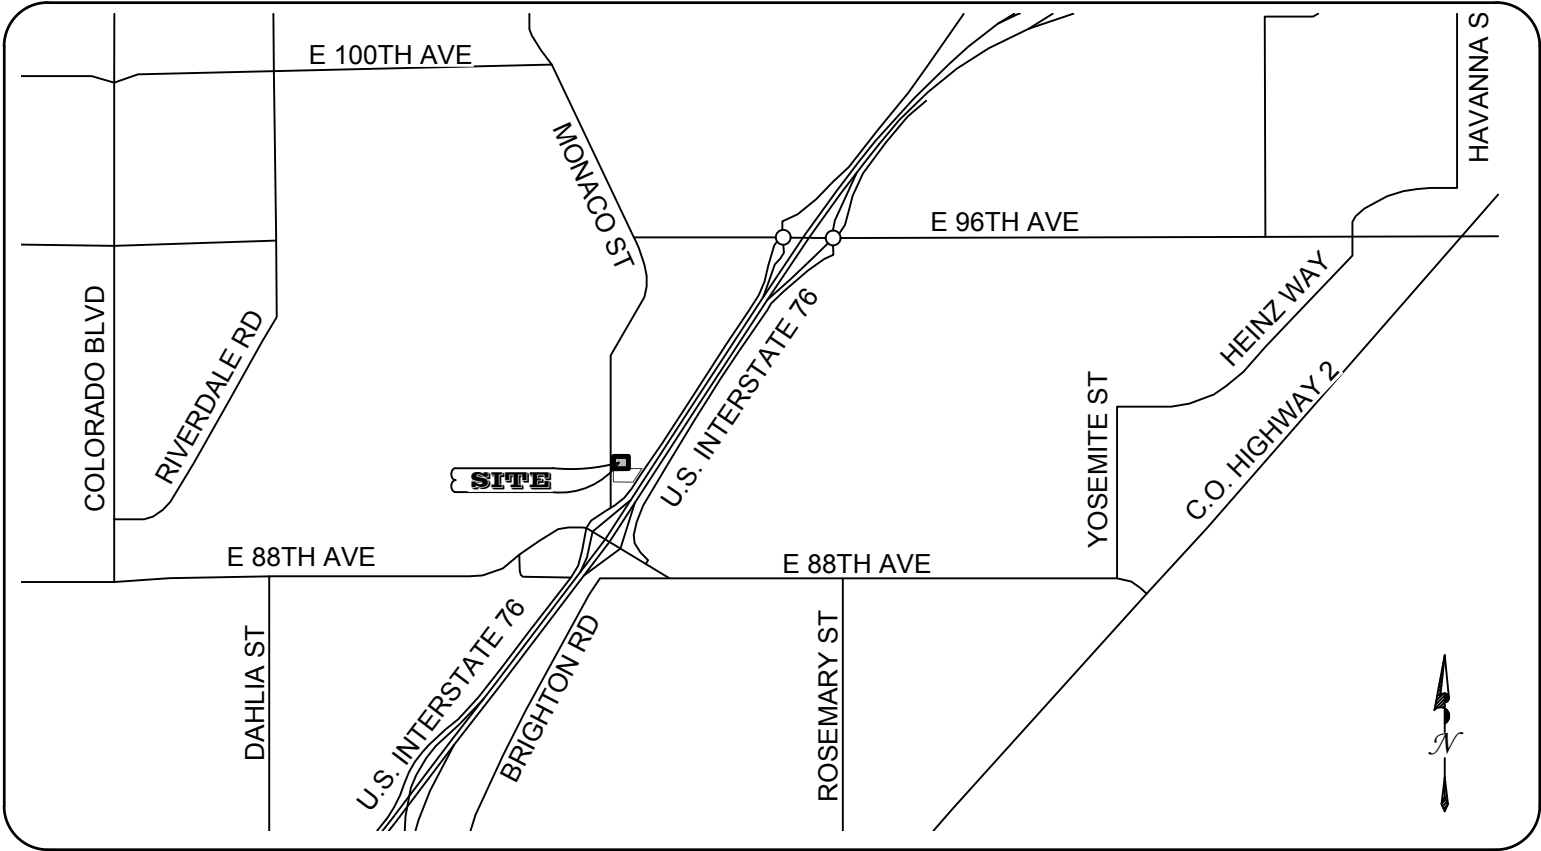 E 100TH AVE
HAVANNA S
MONACO ST
E 96TH AVE
HEINZ WAY
COLORADO BLVD
RIVERDALE RD
U.S. INTERSTATE 76
YOSEMITE ST
C.O. HIGHWAY 2
SITE
E 88TH AVE
E 88TH AVE
U.S. INTERSTATE 76
BRIGHTON RD
DAHLIA ST
ROSEMARY ST
N